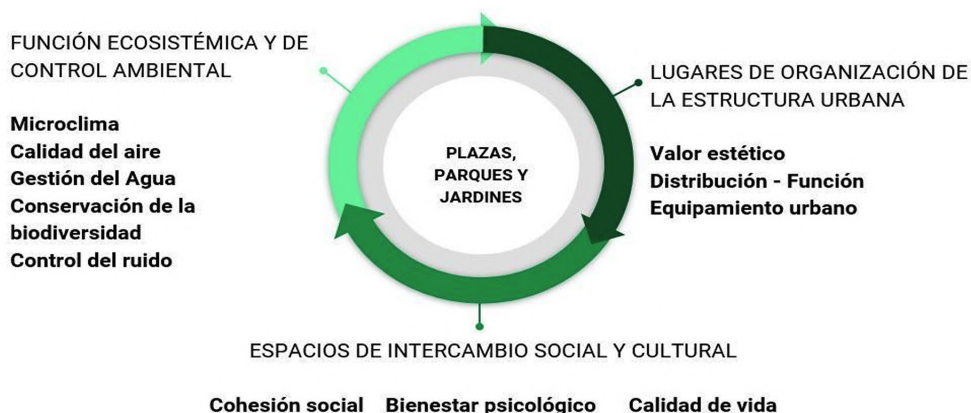 FUNCIÓN ECOSISTÉMICA Y DE
CONTROL AMBIENTAL
Microclima
Calidad del aire
Gestión del Agua
Conservación de la
biodiversidad
Control del ruido
PLAZAS,
PARQUES Y
JARDINES
LUGARES DE ORGANIZACIÓN DE
LA ESTRUCTURA URBANA
Valor estético
Distribución - Función
Equipamiento urbano
ESPACIOS DE INTERCAMBIO SOCIAL Y CULTURAL
Cohesión social Bienestar psicológico Calidad de vida